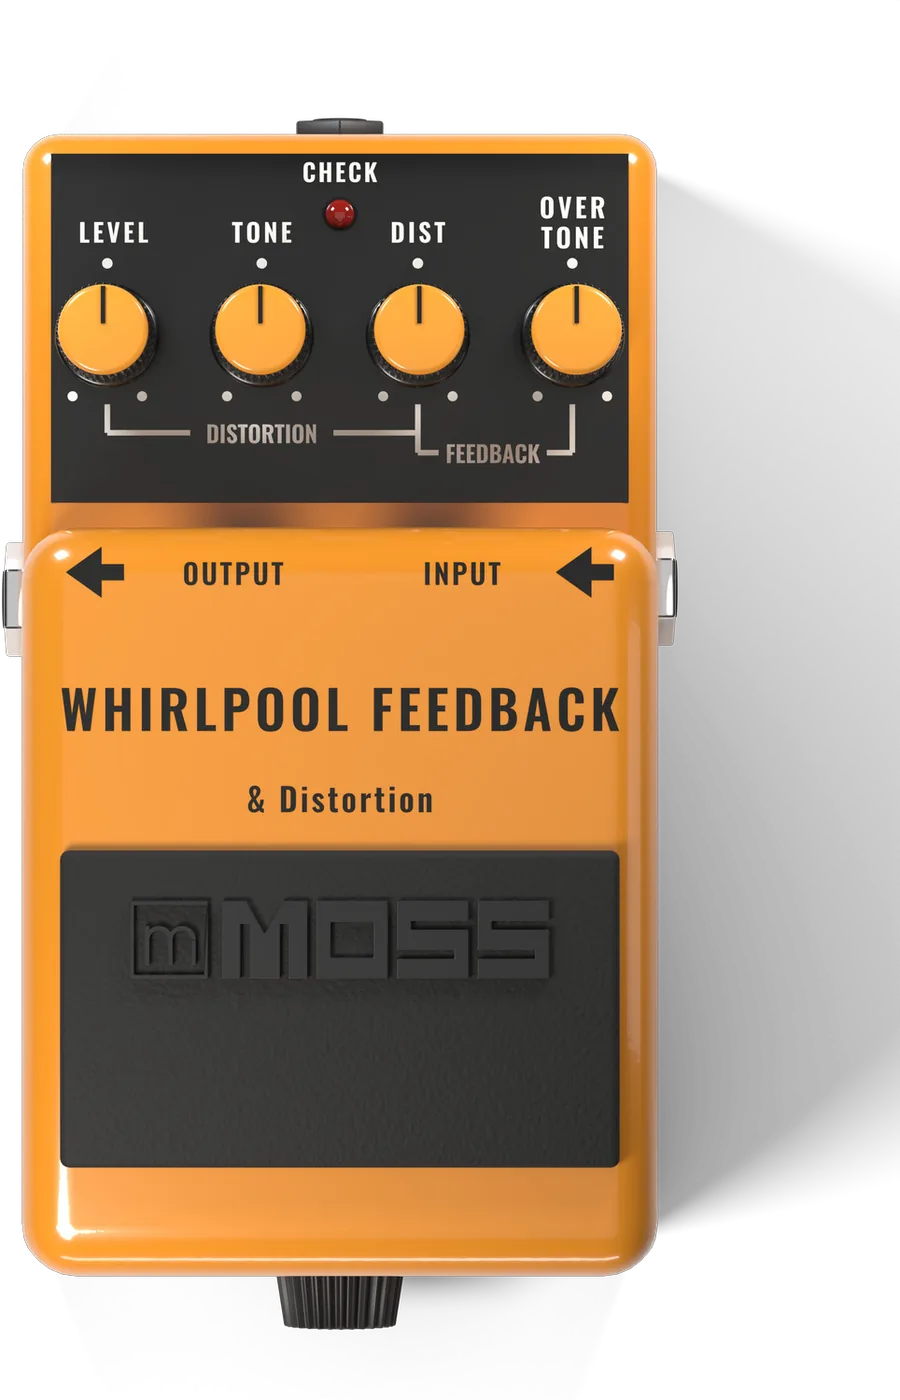 CHECK
LEVEL TONE DIST OVER TONE
DISTORTION
FEEDBACK
OUTPUT INPUT
WHIRLPOOL FEEDBACK
& Distortion
m MOSS